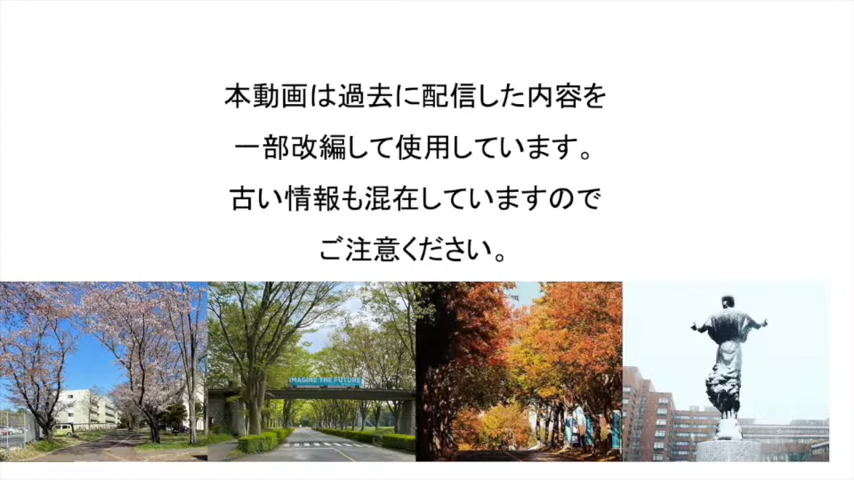 本動画は過去に配信した内容を
一部改編して使用しています。
古い情報も混在していますので
ご注意ください。
IMAGINE THE FUTURE